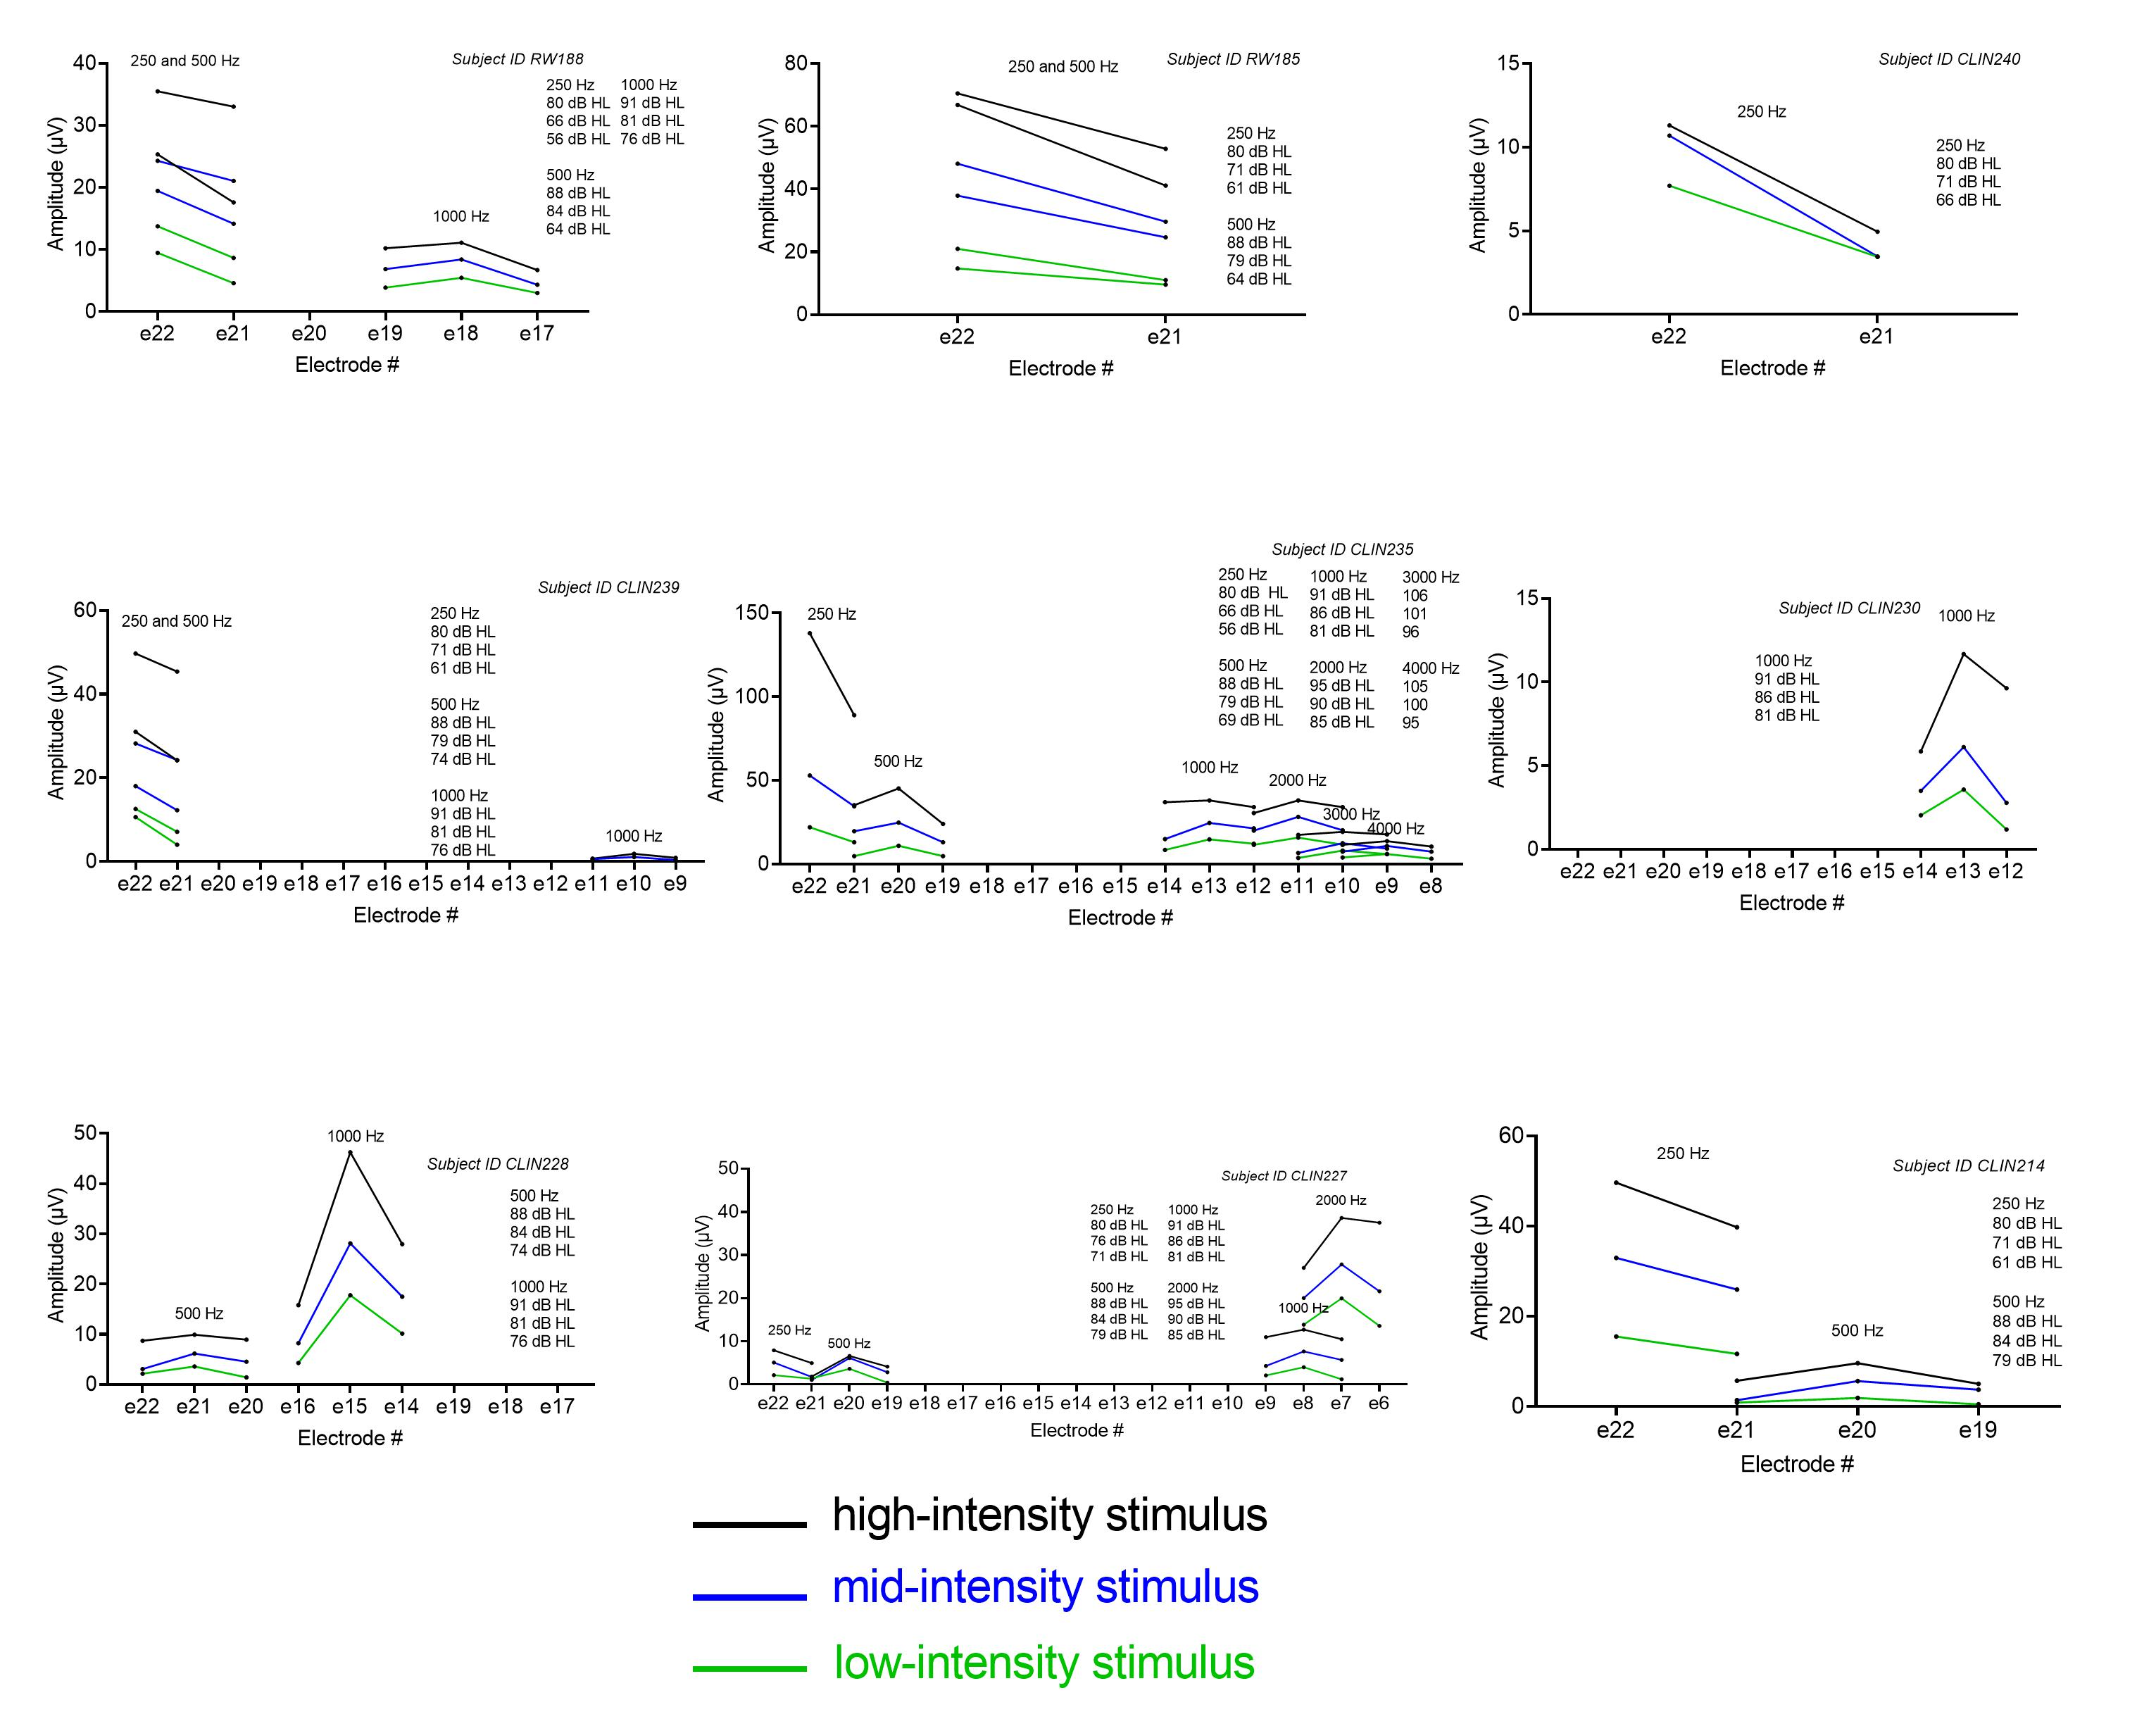 250 and 500 Hz
Subject ID RW188
40
30
20
10
0
Amplitude (µV)
250 Hz 1000 Hz
80 dB HL 91 dB HL
66 dB HL 81 dB HL
56 dB HL 76 dB HL
500 Hz
88 dB HL
84 dB HL
64 dB HL
1000 Hz
e22 e21 e20 e19 e18 e17
Electrode #
250 and 500 Hz
Subject ID RW185
80
60
40
20
0
Amplitude (µV)
250 Hz
80 dB HL
71 dB HL
61 dB HL
500 Hz
88 dB HL
79 dB HL
64 dB HL
e22 e21
Electrode #
Subject ID CLIN240
15
10
5
0
Amplitude (µV)
250 Hz
250 Hz
80 dB HL
71 dB HL
66 dB HL
e22 e21
Electrode #
Subject ID CLIN239
60
40
20
0
Amplitude (µV)
250 and 500 Hz
250 Hz
80 dB HL
71 dB HL
61 dB HL
500 Hz
88 dB HL
79 dB HL
74 dB HL
1000 Hz
91 dB HL
81 dB HL
76 dB HL
1000 Hz
e22 e21 e20 e19 e18 e17 e16 e15 e14 e13 e12 e11 e10 e9
Electrode #
Subject ID CLIN235
250 Hz 1000 Hz 3000 Hz
80 dB HL 91 dB HL 106
66 dB HL 86 dB HL 101
56 dB HL 81 dB HL 96
500 Hz 2000 Hz 4000 Hz
88 dB HL 95 dB HL 105
79 dB HL 90 dB HL 100
69 dB HL 85 dB HL 95
150
100
50
0
Amplitude (µV)
250 Hz
500 Hz
1000 Hz
2000 Hz
3000 Hz
4000 Hz
e22 e21 e20 e19 e18 e17 e16 e15 e14 e13 e12 e11 e10 e9 e8
Electrode #
Subject ID CLIN230
1000 Hz
15
10
5
0
Amplitude (µV)
1000 Hz
91 dB HL
86 dB HL
81 dB HL
e22 e21 e20 e19 e18 e17 e16 e15 e14 e13 e12
Electrode #
1000 Hz
Subject ID CLIN228
50
40
30
20
10
0
Amplitude (µV)
500 Hz
500 Hz
88 dB HL
84 dB HL
74 dB HL
1000 Hz
91 dB HL
81 dB HL
76 dB HL
e22 e21 e20 e16 e15 e14 e19 e18 e17
Electrode #
Subject ID CLIN227
50
40
30
20
10
0
Amplitude (µV)
2000 Hz
250 Hz 1000 Hz
80 dB HL 91 dB HL
76 dB HL 86 dB HL
71 dB HL 81 dB HL
500 Hz 2000 Hz
88 dB HL 95 dB HL
84 dB HL 90 dB HL
79 dB HL 85 dB HL
1000 Hz
250 Hz
500 Hz
e22 e21 e20 e19 e18 e17 e16 e15 e14 e13 e12 e11 e10 e9 e8 e7 e6
Electrode #
250 Hz
Subject ID CLIN214
60
40
20
0
Amplitude (µV)
250 Hz
80 dB HL
71 dB HL
61 dB HL
500 Hz
88 dB HL
84 dB HL
79 dB HL
500 Hz
e22 e21 e20 e19
Electrode #
high-intensity stimulus
mid-intensity stimulus
low-intensity stimulus